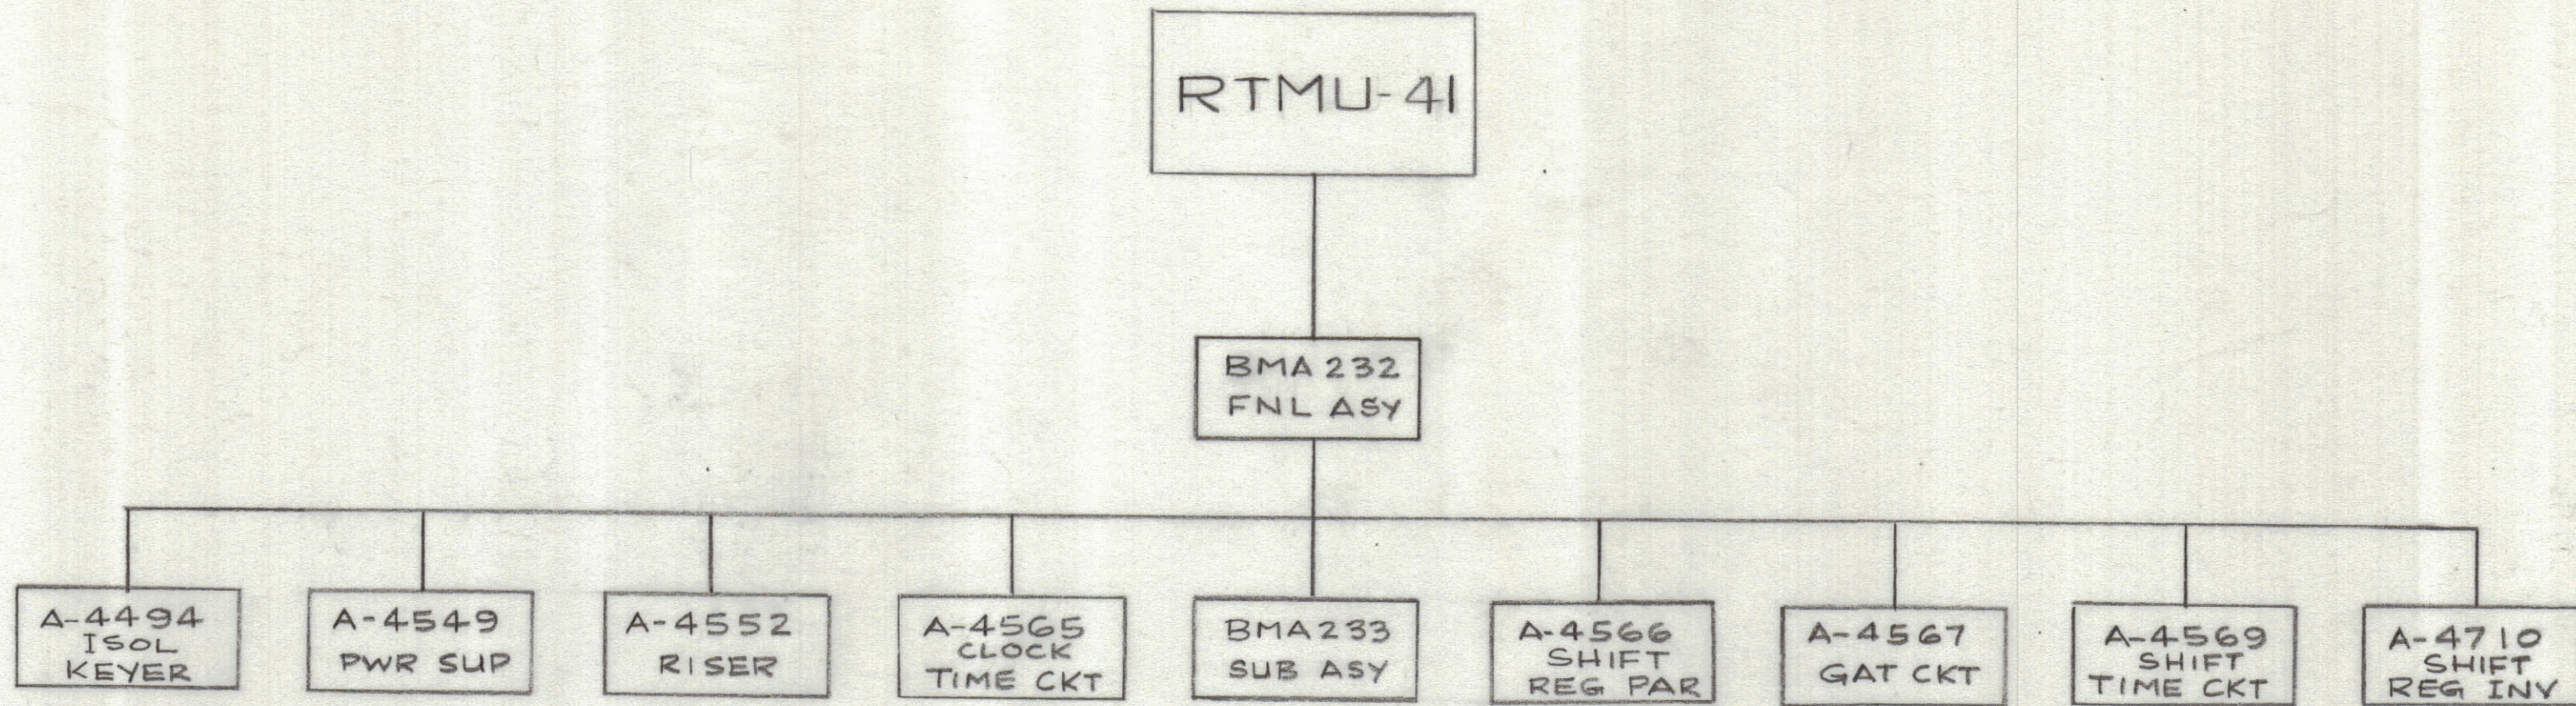 RTMU-41
BMA 232
FNL ASY
A-4494
ISOL
KEYER
A-4549
PWR SUP
A-4552
RISER
A-4565
CLOCK
TIME CKT
BMA233
SUB ASY
A-4566
SHIFT
REG PAR
A-4567
GAT CKT
A-4569
SHIFT
TIME CKT
A-4710
SHIFT
REG INV